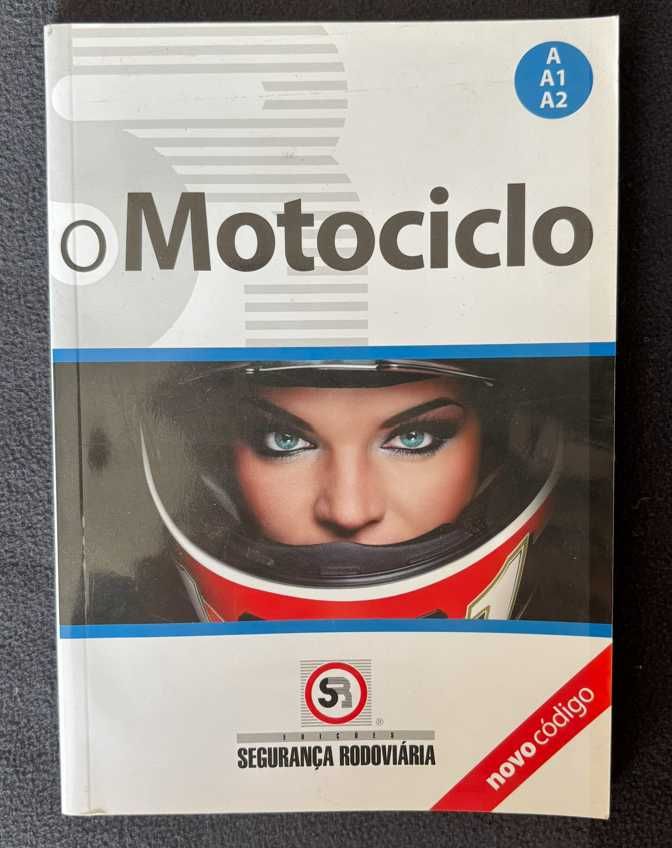 A
A1
A2
o Motociclo
SR
®
EDIÇÕES
SEGURANÇA RODOVIÁRIA
novo código